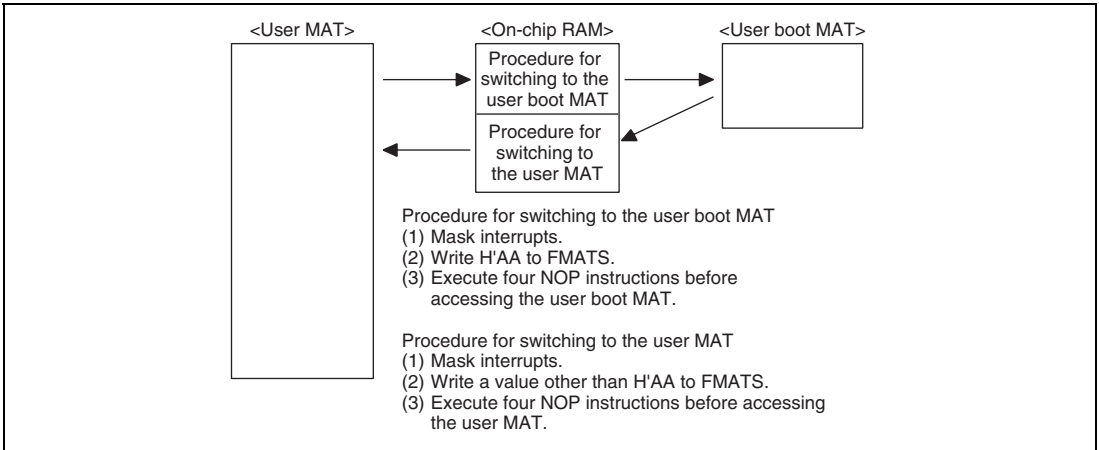 <User MAT>
<On-chip RAM>
<User boot MAT>
Procedure for
switching to the
user boot MAT
Procedure for
switching to
the user MAT
Procedure for switching to the user boot MAT
(1) Mask interrupts.
(2) Write H'AA to FMATS.
(3) Execute four NOP instructions before
accessing the user boot MAT.
Procedure for switching to the user MAT
(1) Mask interrupts.
(2) Write a value other than H'AA to FMATS.
(3) Execute four NOP instructions before accessing
the user MAT.